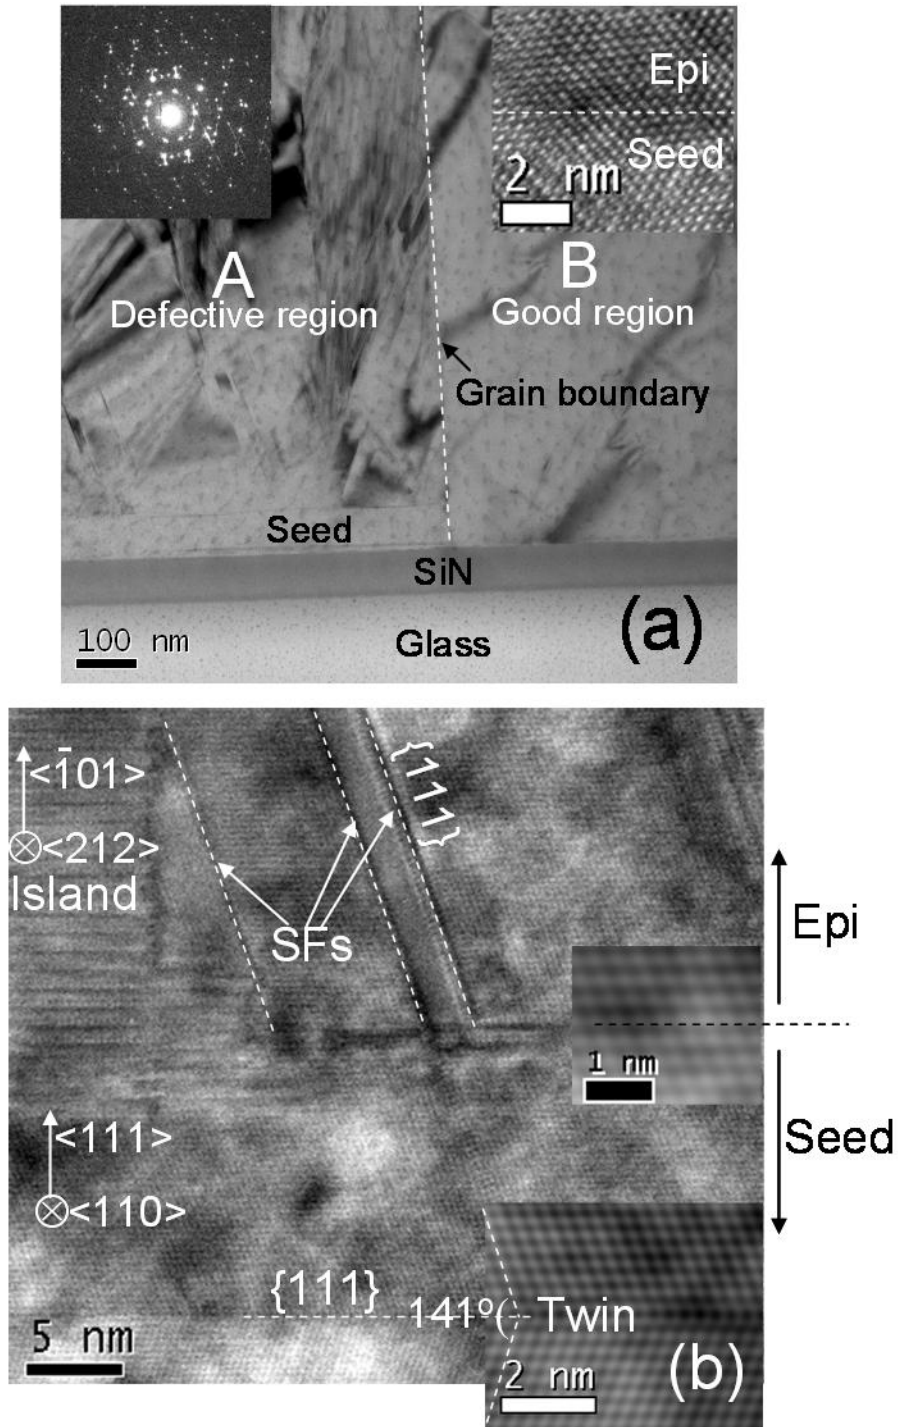 Epi
Seed
2 nm
A
Defective region
B
Good region
Grain boundary
Seed
SiN
Glass
100 nm
(a)
<1̅01>
<212>
Island
{111}
SFs
Epi
1 nm
Seed
<111>
<110>
{111}
141º( Twin
5 nm
2 nm
(b)